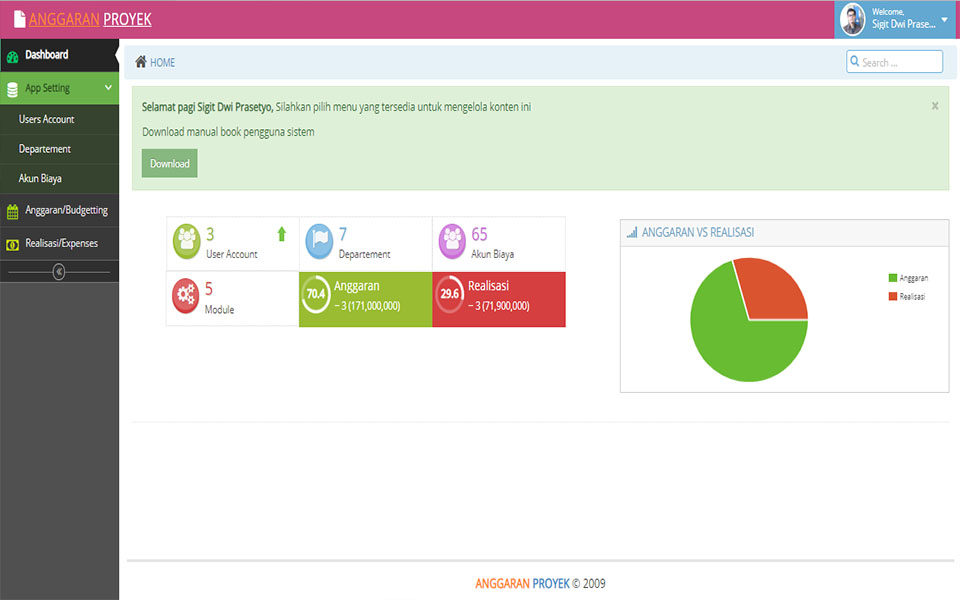 ANGGARAN PROYEK
Welcome,
Sigit Dwi Prase...
Dashboard
App Setting
Users Account
Departement
Akun Biaya
Anggaran/Budgetting
Realisasi/Expenses
HOME
Search ...
Selamat pagi Sigit Dwi Prasetyo, Silahkan pilih menu yang tersedia untuk mengelola konten ini
x
Download manual book pengguna sistem
Download
3
User Account
7
Departement
65
Akun Biaya
5
Module
70.4
Anggaran
~ 3 (171,000,000)
29.6
Realisasi
~ 3 (71,900,000)
ANGGARAN VS REALISASI
Anggaran
Realisasi
ANGGARAN PROYEK © 2009